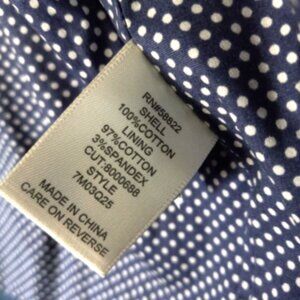 RN#58822
SHELL
100%COTTON
LINING
97%COTTON
3%SPANDEX
CUT:8000688
STYLE
7M03Q25
MADE IN CHINA
CARE ON REVERSE